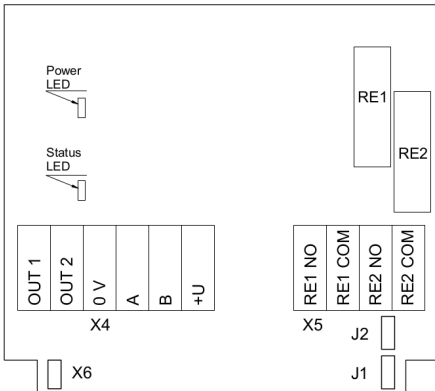 Power
LED
RE1
RE2
Status
LED
OUT 1
OUT 2
0 V
A
B
+U
RE1 NO
RE1 COM
RE2 NO
RE2 COM
X4
X5
J2
X6
J1